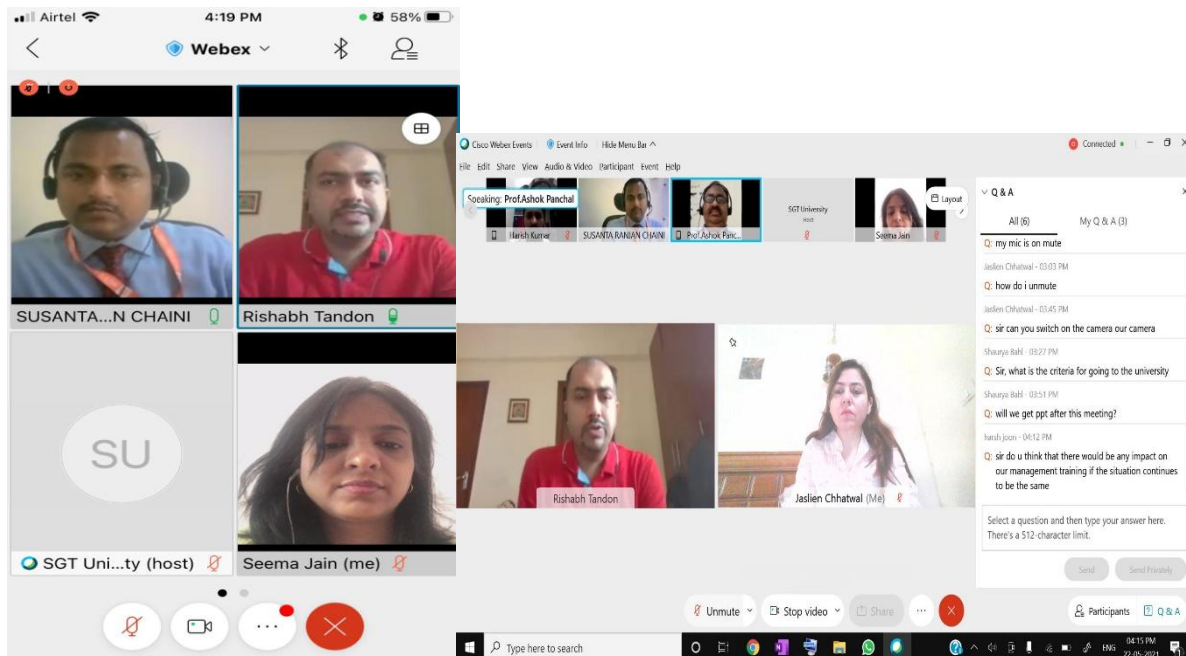 Airtel
4:19 PM
58%
Webex
SUSANTA...N CHAINI
Rishabh Tandon
SU
SGT Uni...ty (host)
Seema Jain (me)
Cisco Webex Events
Event Info
Hide Menu Bar
Connected
File Edit Share View Audio & Video Participant Event Help
Speaking: Prof.Ashok Panchal
Layout
Harish Kumar
SUSANTA RANJAN CHAINI
Prof.Ashok Panc...
SGT University
HOST
Seema Jain
Rishabh Tandon
Jaslien Chhatwal (Me)
Q & A
All (6)
My Q & A (3)
Q: my mic is on mute
Jaslien Chhatwal - 03:03 PM
Q: how do i unmute
Jaslien Chhatwal - 03:45 PM
Q: sir can you switch on the camera our camera
Shaurya Bahl - 03:27 PM
Q: Sir, what is the criteria for going to the university
Shaurya Bahl - 03:51 PM
Q: will we get ppt after this meeting?
harsh joon - 04:12 PM
Q: sir do u think that there would be any impact on
our management training if the situation continues
to be the same
Select a question and then type your answer here.
There's a 512-character limit.
Send
Send Privately
Unmute
Stop video
Share
Participants
Q & A
Type here to search
ENG
04:15 PM
22-05-2021